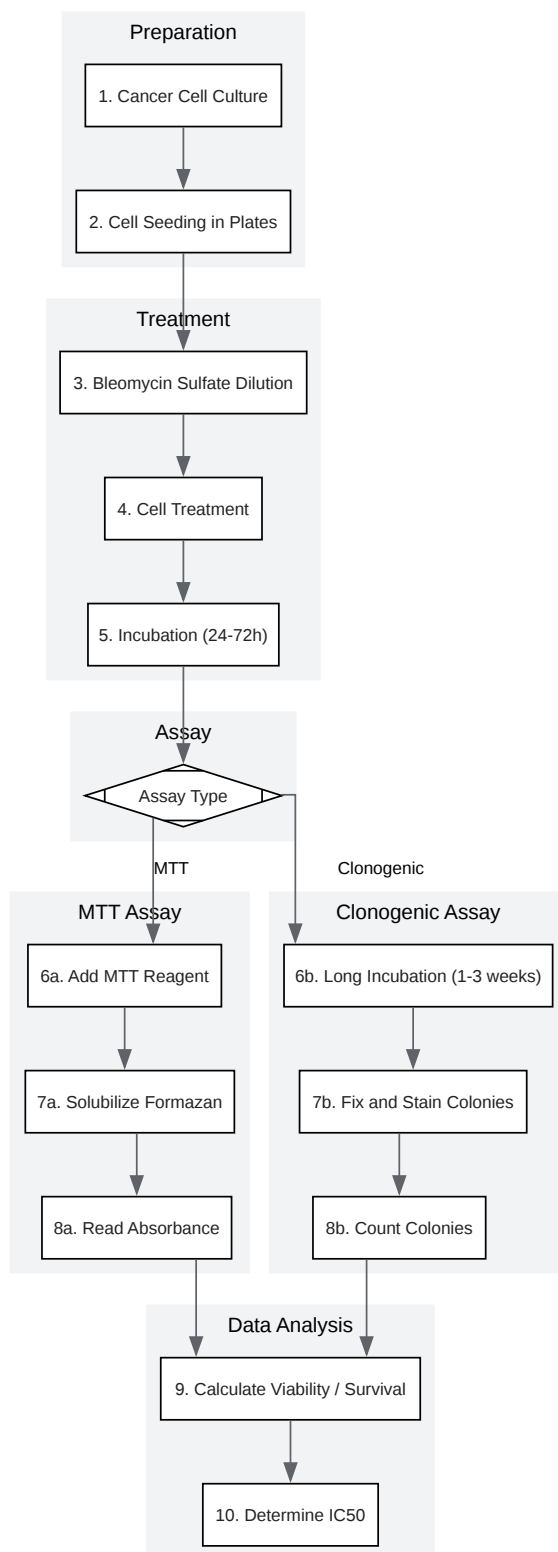 Preparation
1. Cancer Cell Culture
2. Cell Seeding in Plates
Treatment
3. Bleomycin Sulfate Dilution
4. Cell Treatment
5. Incubation (24-72h)
Assay
Assay Type
MTT
Clonogenic
MTT Assay
6a. Add MTT Reagent
7a. Solubilize Formazan
8a. Read Absorbance
Clonogenic Assay
6b. Long Incubation (1-3 weeks)
7b. Fix and Stain Colonies
8b. Count Colonies
Data Analysis
9. Calculate Viability / Survival
10. Determine IC50